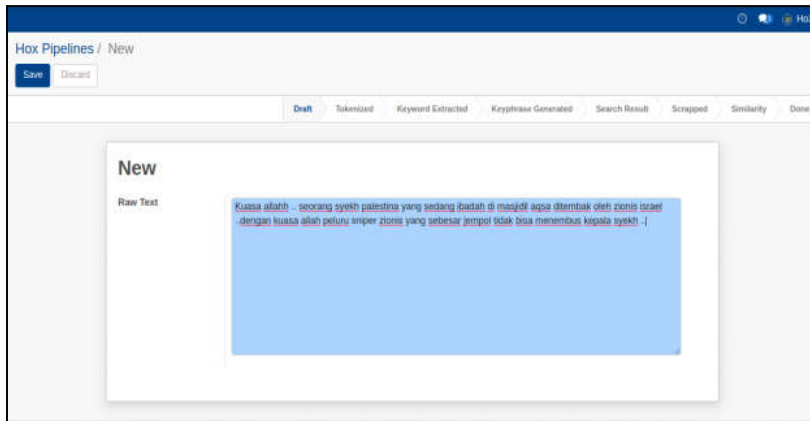 Ho
Hox Pipelines / New
Save Discard
Draft Tokenized Keyword Extracted Keyphrase Generated Search Result Scrapped Similarity Done
New
Raw Text
Kuasa allahh .. seorang syekh palestina yang sedang ibadah di masjidil aqsa ditembak oleh zionis israel
..dengan kuasa allah peluru sniper zionis yang sebesar jempol tidak bisa menembus kepala syekh ..